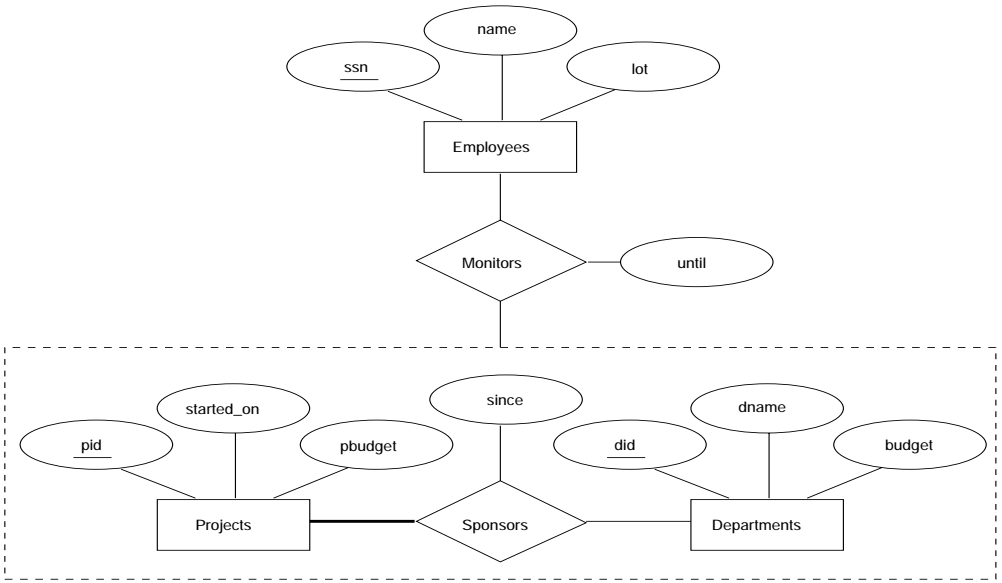 name
ssn
lot
Employees
Monitors
until
since
started_on
dname
pid
pbudget
did
budget
Projects
Sponsors
Departments